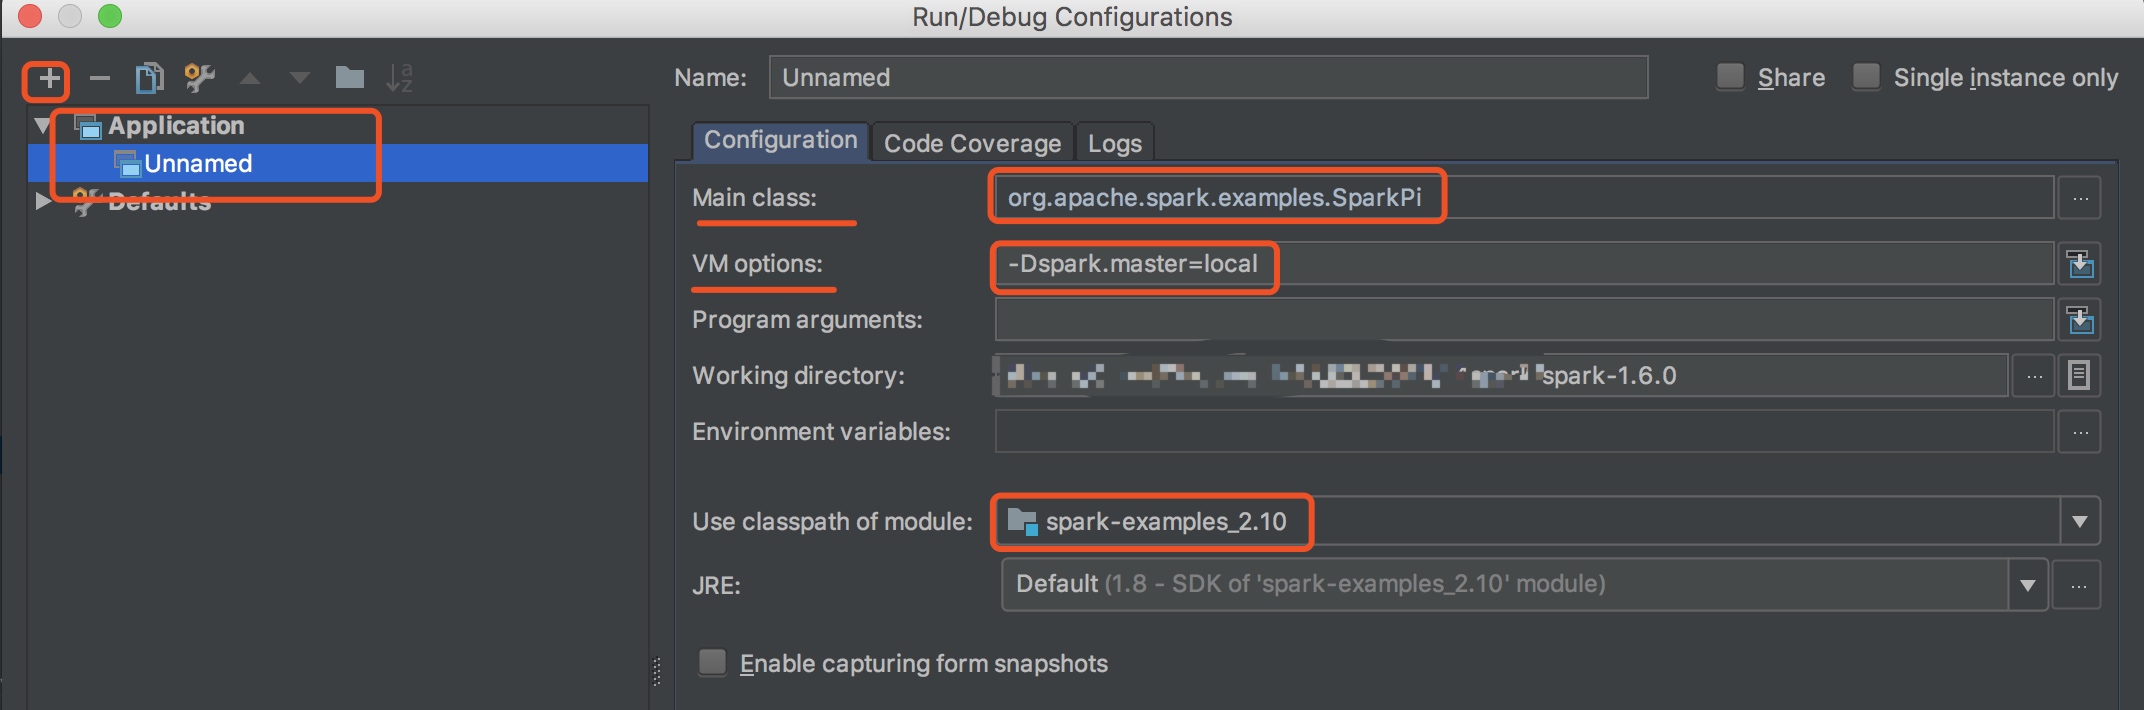 Run/Debug Configurations
Name: Unnamed
Share
Single instance only
Application
Unnamed
Defaults
Configuration
Code Coverage
Logs
Main class: org.apache.spark.examples.SparkPi
VM options: -Dspark.master=local
Program arguments:
Working directory: spark-1.6.0
Environment variables:
Use classpath of module: spark-examples_2.10
JRE: Default (1.8 - SDK of 'spark-examples_2.10' module)
Enable capturing form snapshots